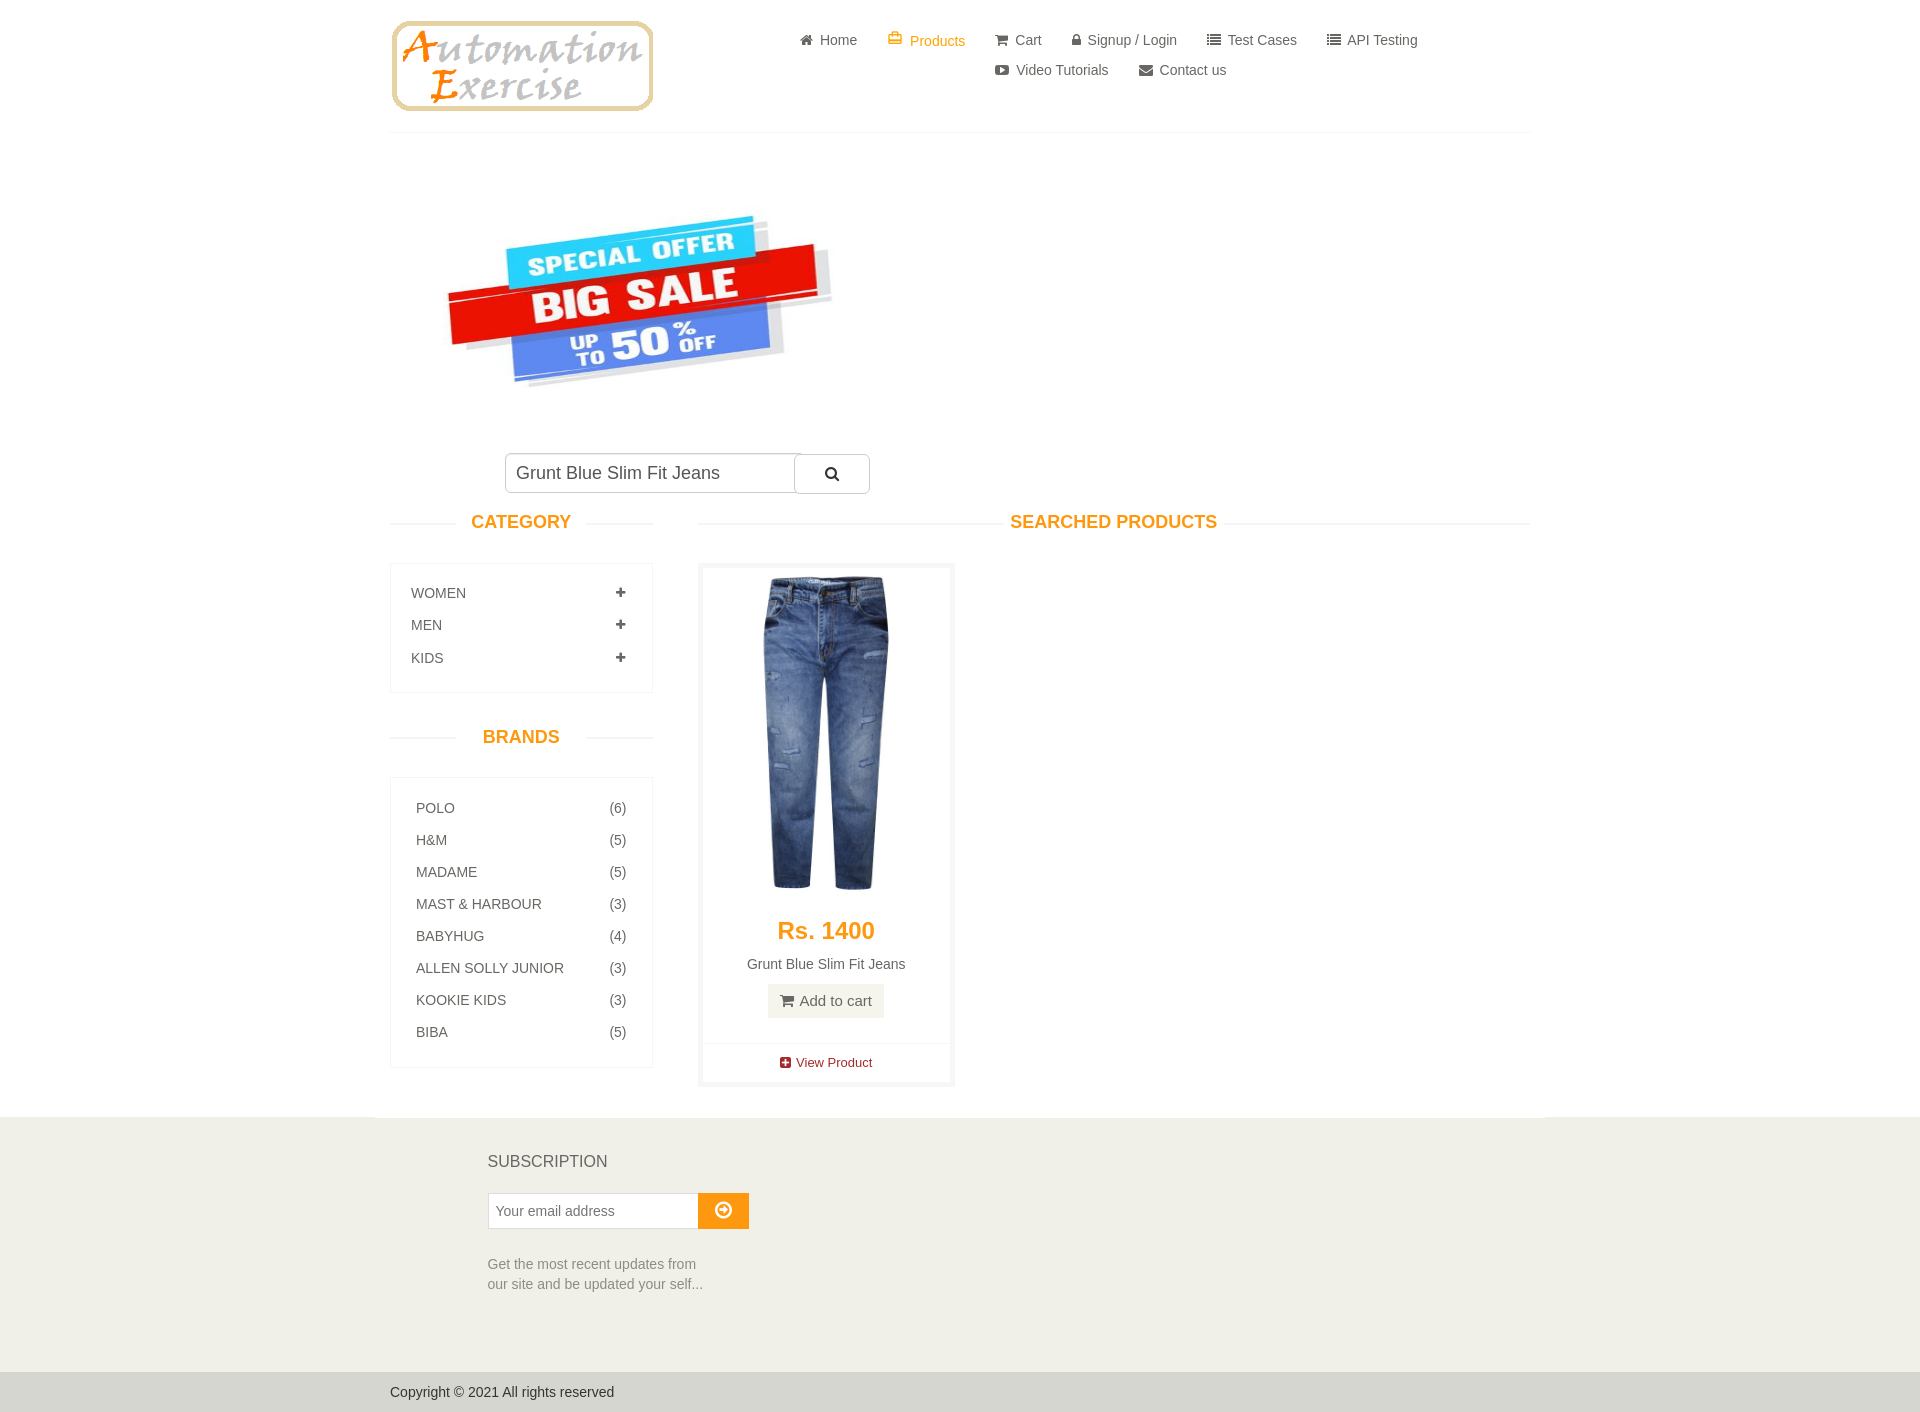 Automation
Exercise
Home
Products
Cart
Signup / Login
Test Cases
API Testing
Video Tutorials
Contact us
SPECIAL OFFER
BIG SALE
UP TO 50% OFF
Grunt Blue Slim Fit Jeans
CATEGORY
WOMEN
MEN
KIDS
BRANDS
POLO (6)
H&M (5)
MADAME (5)
MAST & HARBOUR (3)
BABYHUG (4)
ALLEN SOLLY JUNIOR (3)
KOOKIE KIDS (3)
BIBA (5)
SEARCHED PRODUCTS
Rs. 1400
Grunt Blue Slim Fit Jeans
Add to cart
View Product
SUBSCRIPTION
Your email address
Get the most recent updates from
our site and be updated your self...
Copyright © 2021 All rights reserved